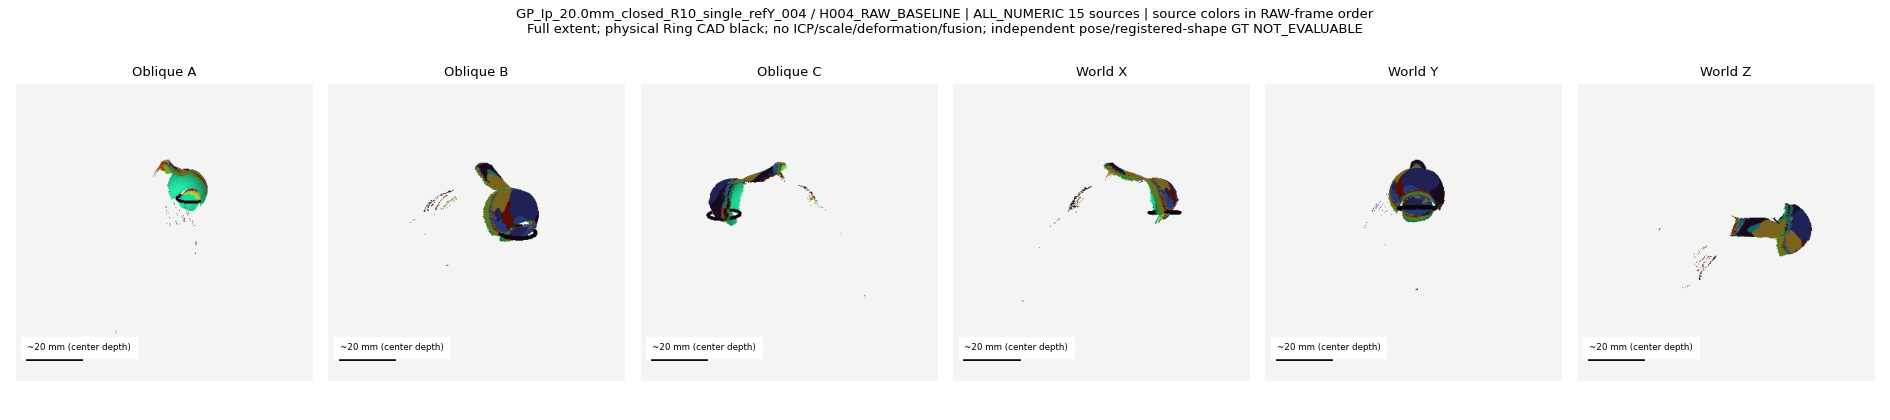 GP_Ip_20.0mm_closed_R10_single_refY_004 / H004_RAW_BASELINE | ALL_NUMERIC 15 sources | source colors in RAW-frame order
Full extent; physical Ring CAD black; no ICP/scale/deformation/fusion; independent pose/registered-shape GT NOT_EVALUABLE
Oblique A
Oblique B
Oblique C
World X
World Y
World Z
~20 mm (center depth)
~20 mm (center depth)
~20 mm (center depth)
~20 mm (center depth)
~20 mm (center depth)
~20 mm (center depth)